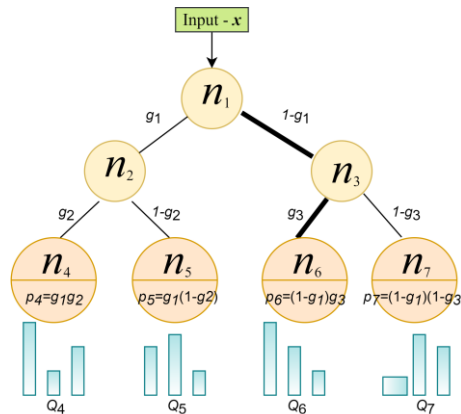 Input - x
n1
g1
1-g1
n2
n3
g2
1-g2
g3
1-g3
n4
n5
n6
n7
p4=g1g2
p5=g1(1-g2)
p6=(1-g1)g3
p7=(1-g1)(1-g3
Q4
Q5
Q6
Q7